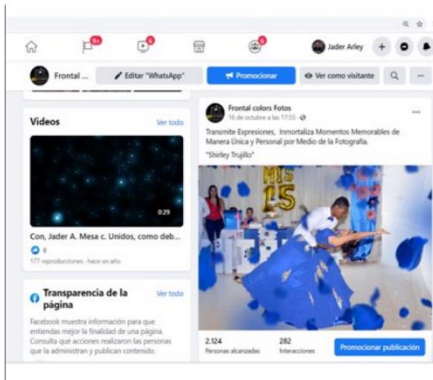 9+
6
6
Jader Arley
Frontal ...
Editar "WhatsApp"
Promocionar
Ver como visitante
Videos
Ver todo
0:29
Con, Jader A. Mesa c. Unidos, como deb...
8
177 reproducciones · hace un año
Transparencia de la página
Ver todo
Facebook muestra información para que
entiendas mejor la finalidad de una página.
Consulta qué acciones realizaron las personas
que la administran y publican contenido.
Frontal colors Fotos
16 de octubre a las 17:55
Transmite Expresiones, Inmortaliza Momentos Memorables de
Manera Única y Personal por Medio de la Fotografía.
"Shirley Trujillo"
MIS
15
2.124
Personas alcanzadas
282
Interacciones
Promocionar publicación